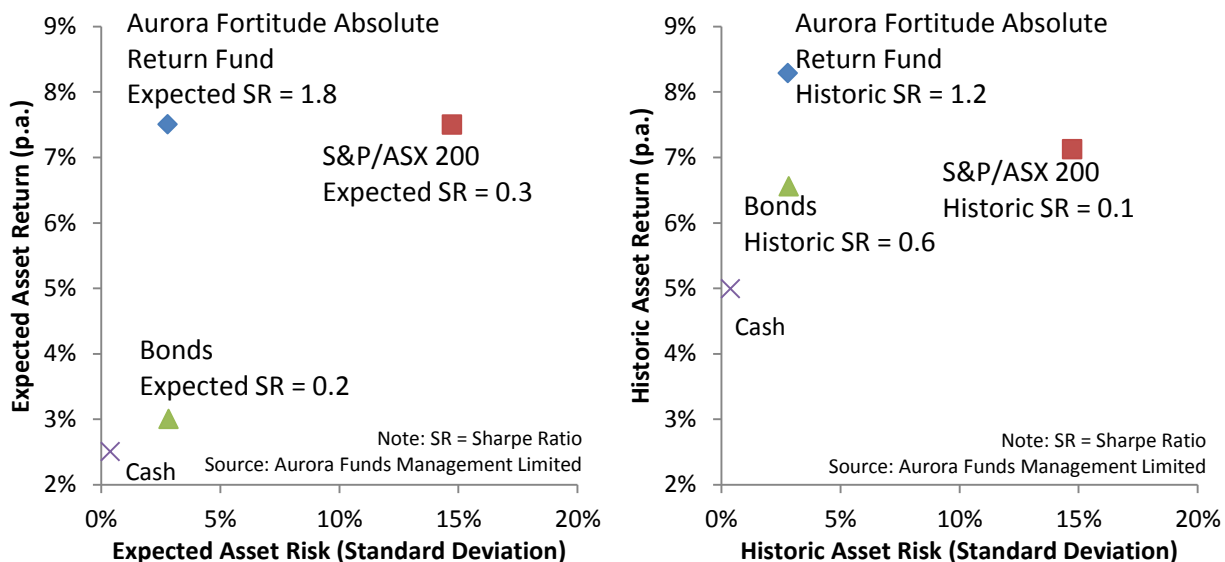 Expected Asset Return (p.a.)
9%
8%
7%
6%
5%
4%
3%
2%
Aurora Fortitude Absolute
Return Fund
Expected SR = 1.8
S&P/ASX 200
Expected SR = 0.3
Bonds
Expected SR = 0.2
Cash
Note: SR = Sharpe Ratio
Source: Aurora Funds Management Limited
0% 5% 10% 15% 20%
Expected Asset Risk (Standard Deviation)
Historic Asset Return (p.a.)
9%
8%
7%
6%
5%
4%
3%
2%
Aurora Fortitude Absolute
Return Fund
Historic SR = 1.2
S&P/ASX 200
Historic SR = 0.1
Bonds
Historic SR = 0.6
Cash
Note: SR = Sharpe Ratio
Source: Aurora Funds Management Limited
0% 5% 10% 15% 20%
Historic Asset Risk (Standard Deviation)